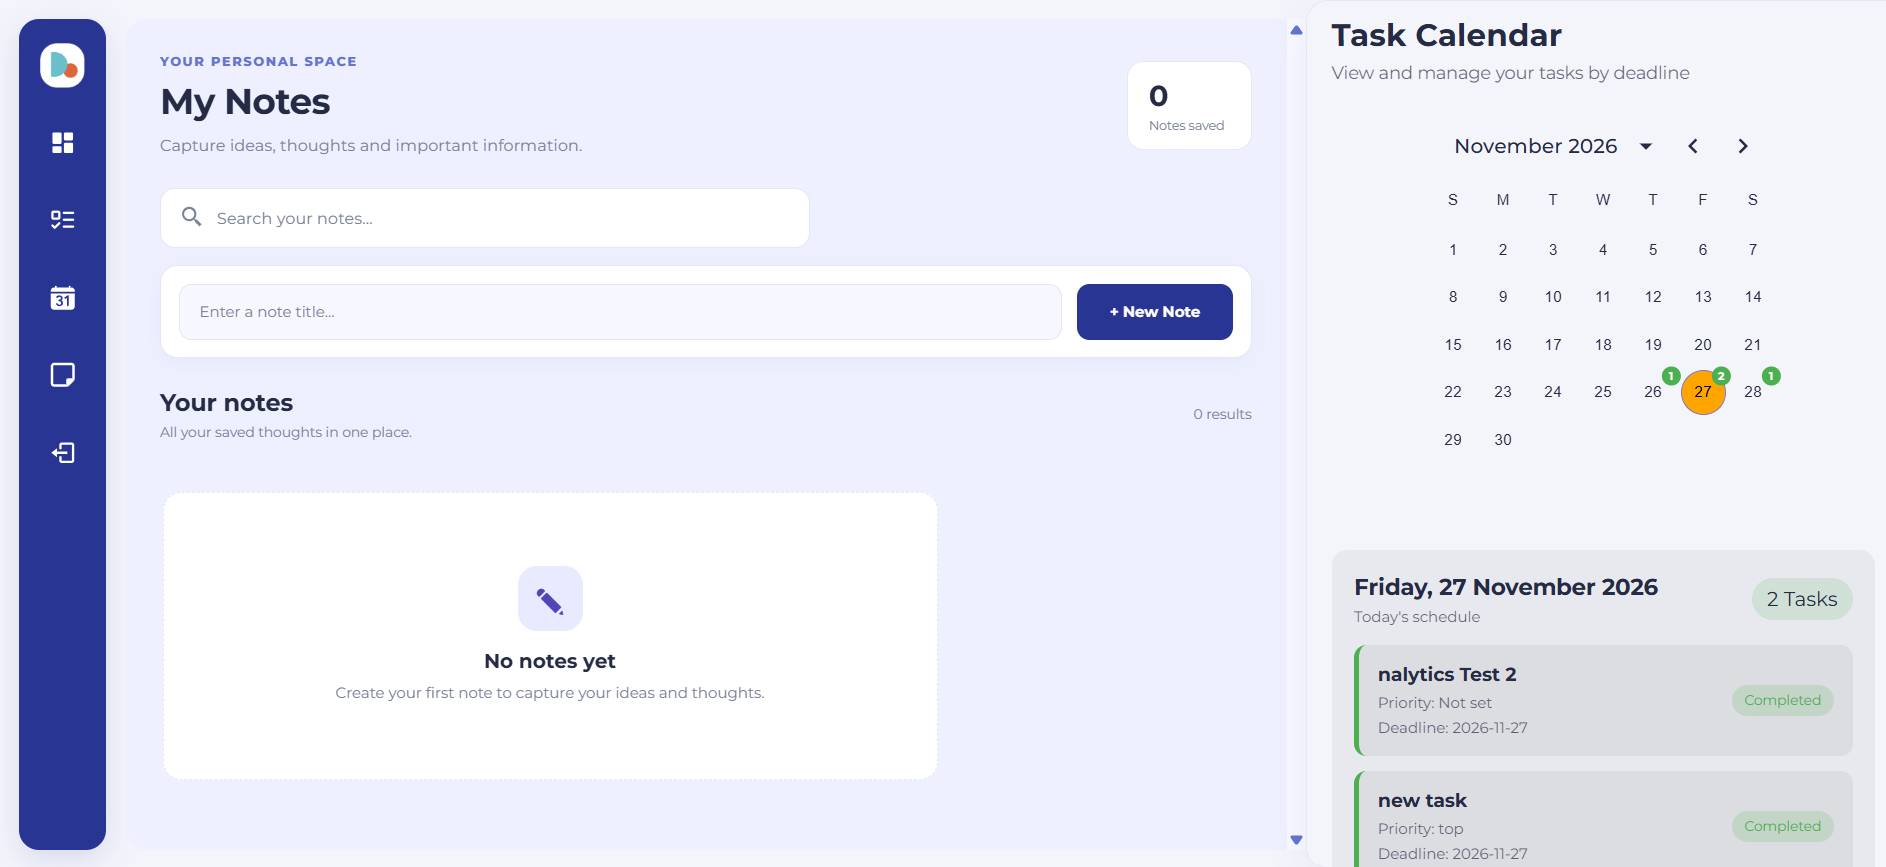 31
YOUR PERSONAL SPACE
My Notes
Capture ideas, thoughts and important information.
0
Notes saved
Search your notes...
Enter a note title...
+ New Note
Your notes
All your saved thoughts in one place.
0 results
No notes yet
Create your first note to capture your ideas and thoughts.
Task Calendar
View and manage your tasks by deadline
November 2026
S M T W T F S
1 2 3 4 5 6 7
8 9 10 11 12 13 14
15 16 17 18 19 20 21
1 2 1
22 23 24 25 26 27 28
29 30
Friday, 27 November 2026
2 Tasks
Today's schedule
nalytics Test 2
Priority: Not set
Completed
Deadline: 2026-11-27
new task
Priority: top
Completed
Deadline: 2026-11-27